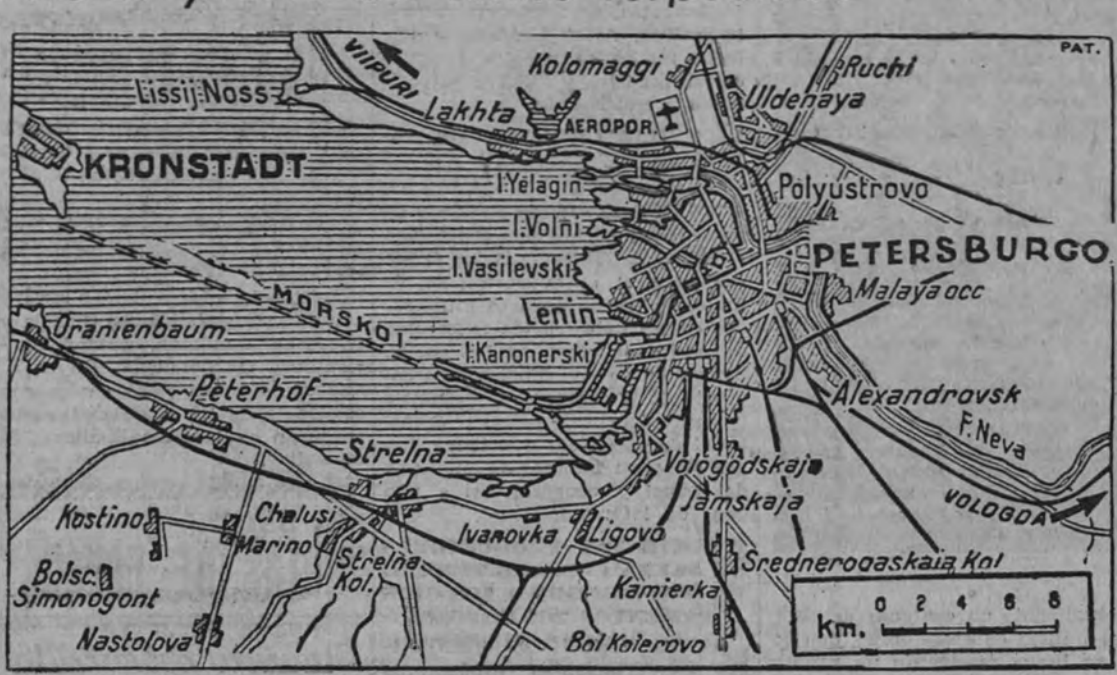 PAT.
VIIPURI
Kolomaggi
Ruchi
Lissij Noss
Uldenaya
Lakhta
AEROPOR.
KRONSTADT
I. Yelagin
Polyustrovo
I. Volni
PETERSBURGO
I. Vasilevski
Malaya occ
MORSKOI
Lenin
Oranienbaum
I. Kanonerski
Peterhof
Alexandrovsk
F. Neva
Strelna
Vologodskaja
VOLOGDA
Jamskaja
Kostino
Chalusi
Ivanovka
Ligovo
Marino
Strelna
Kol.
Srednerogaskaia Kol
Bolsc.
Simonogont
Kamierka
0 2 4 6 8
Km.
Nastolova
Bol Koierovo